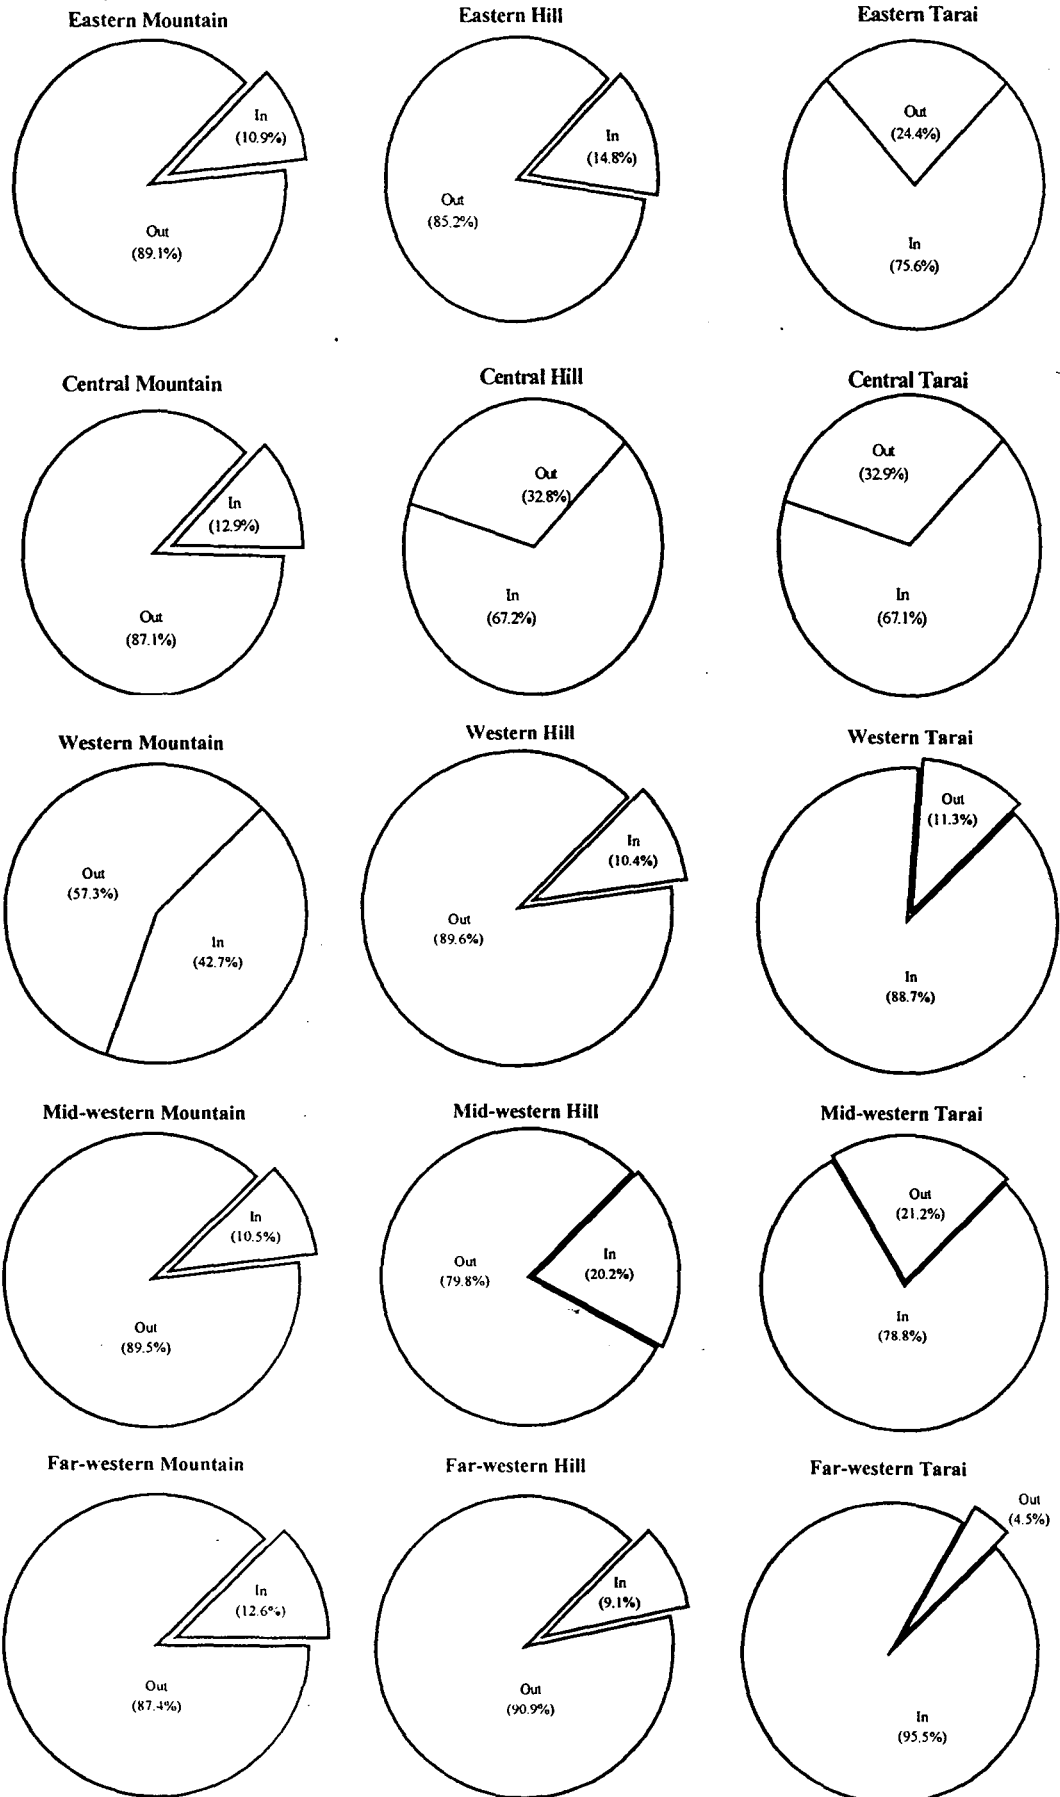 Eastern Mountain
In
(10.9%)
Out
(89.1%)
Eastern Hill
In
(14.8%)
Out
(85.2%)
Eastern Tarai
Out
(24.4%)
In
(75.6%)
Central Mountain
In
(12.9%)
Out
(87.1%)
Central Hill
Out
(32.8%)
In
(67.2%)
Central Tarai
Out
(32.9%)
In
(67.1%)
Western Mountain
Out
(57.3%)
In
(42.7%)
Western Hill
In
(10.4%)
Out
(89.6%)
Western Tarai
Out
(11.3%)
In
(88.7%)
Mid-western Mountain
In
(10.5%)
Out
(89.5%)
Mid-western Hill
Out
(79.8%)
In
(20.2%)
Mid-western Tarai
Out
(21.2%)
In
(78.8%)
Far-western Mountain
In
(12.6%)
Out
(87.4%)
Far-western Hill
In
(9.1%)
Out
(90.9%)
Far-western Tarai
Out
(4.5%)
In
(95.5%)